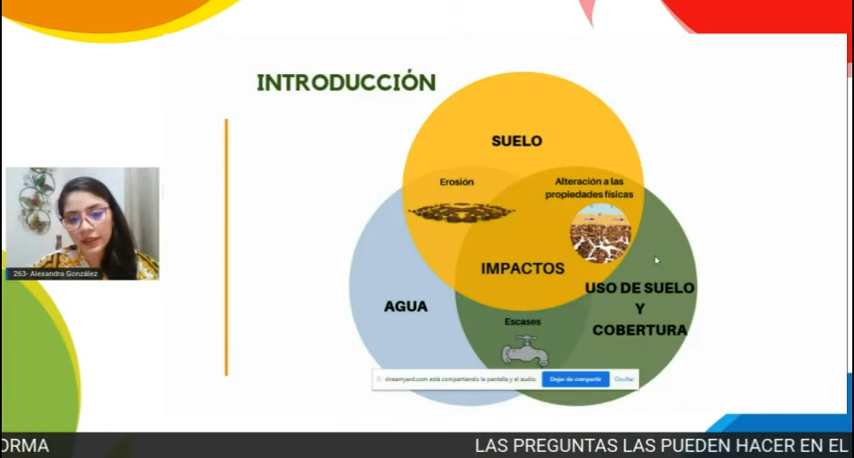 INTRODUCCIÓN
SUELO
Erosión
Alteración a las
propiedades físicas
263- Alexandra González
IMPACTOS
USO DE SUELO
Y
COBERTURA
AGUA
Escases
streamyard.com está compartiendo la pantalla y el audio.
Dejar de compartir
Ocultar
ORMA
LAS PREGUNTAS LAS PUEDEN HACER EN EL